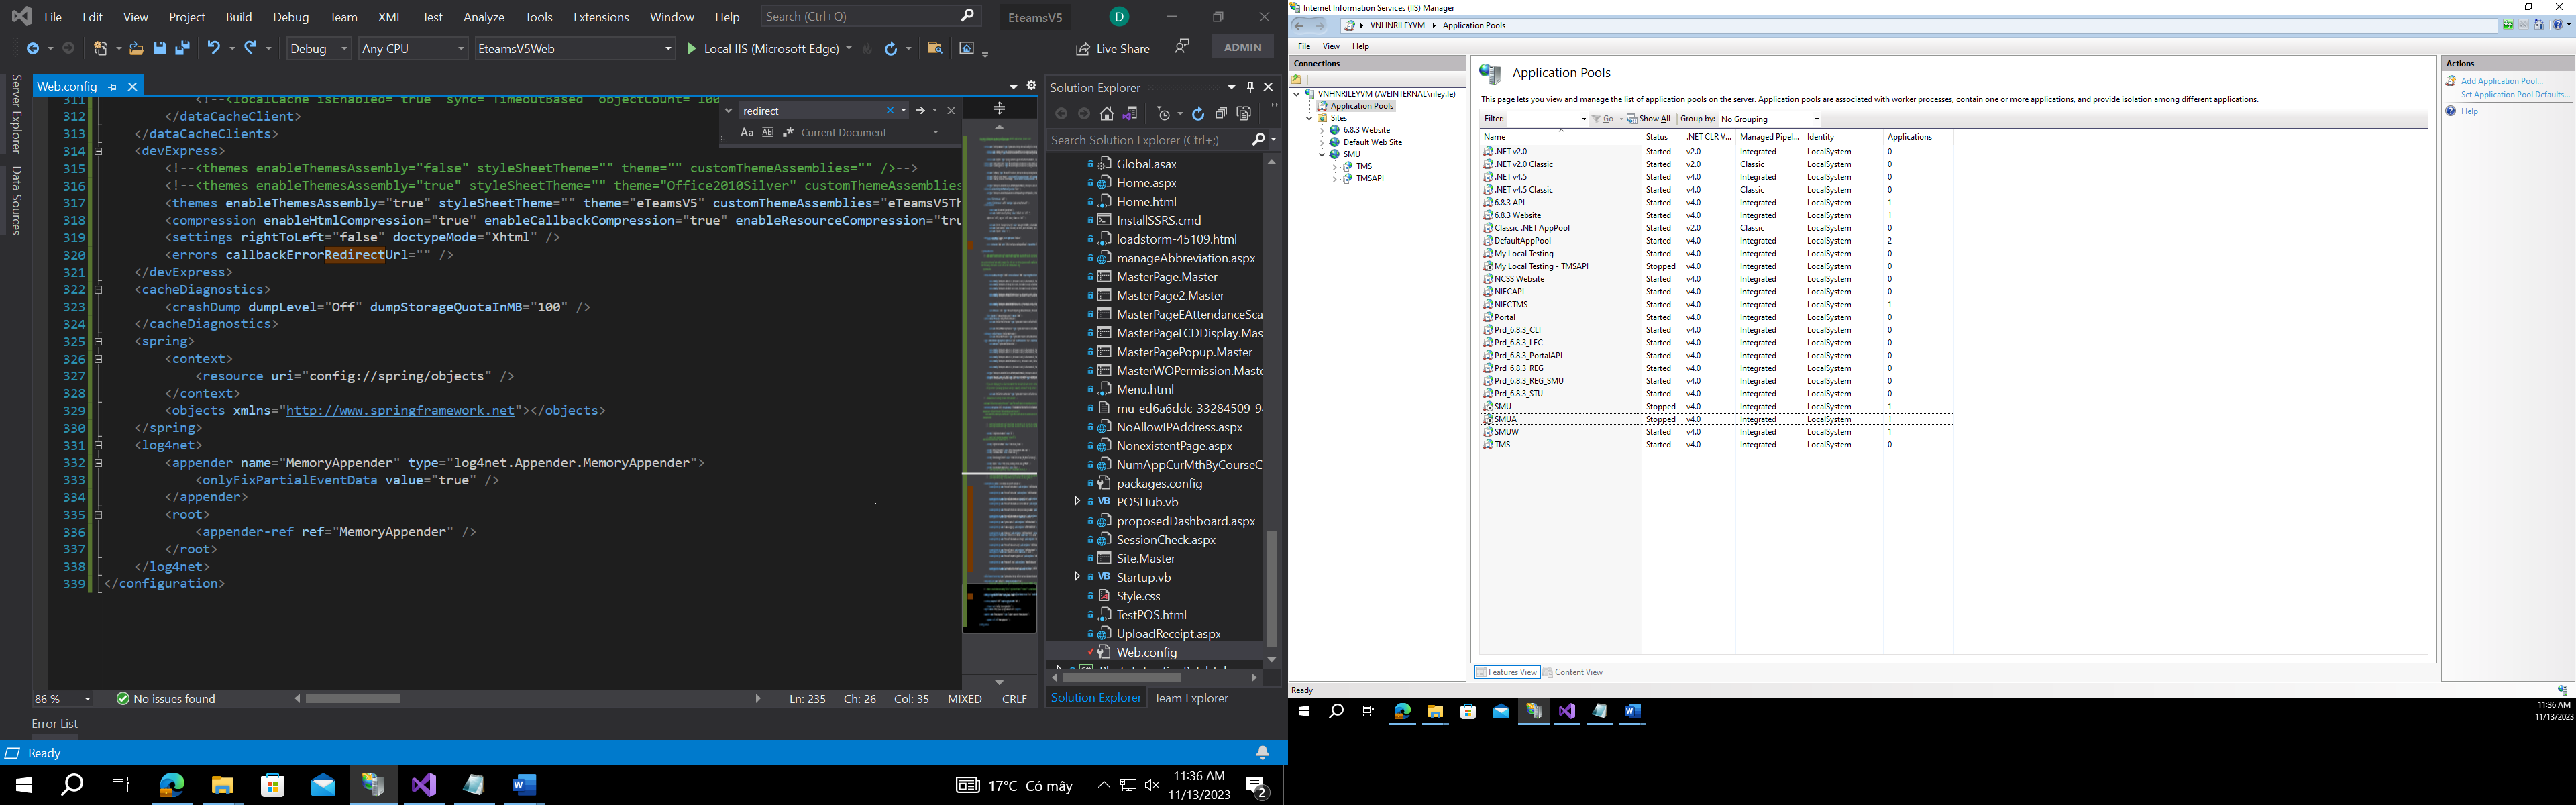 File Edit View Project Build Debug Team XML Test Analyze Tools Extensions Window Help Search (Ctrl+Q) EteamsV5 D
Debug Any CPU EteamsV5Web Local IIS (Microsoft Edge) Live Share ADMIN
Server Explorer
Data Sources
Web.config
redirect
Aa Ab .* Current Document
311 <!--<localCache isEnabled="true" sync="TimeoutBased" objectCount="100
312 </dataCacheClient>
313 </dataCacheClients>
314 <devExpress>
315 <!--<themes enableThemesAssembly="false" styleSheetTheme="" theme="" customThemeAssemblies="" />-->
316 <!--<themes enableThemesAssembly="true" styleSheetTheme="" theme="Office2010Silver" customThemeAssemblies
317 <themes enableThemesAssembly="true" styleSheetTheme="" theme="eTeamsV5" customThemeAssemblies="eTeamsV5Th
318 <compression enableHtmlCompression="true" enableCallbackCompression="true" enableResourceCompression="tru
319 <settings rightToLeft="false" doctypeMode="Xhtml" />
320 <errors callbackErrorRedirectUrl="" />
321 </devExpress>
322 <cacheDiagnostics>
323 <crashDump dumpLevel="Off" dumpStorageQuotaInMB="100" />
324 </cacheDiagnostics>
325 <spring>
326 <context>
327 <resource uri="config://spring/objects" />
328 </context>
329 <objects xmlns="http://www.springframework.net"></objects>
330 </spring>
331 <log4net>
332 <appender name="MemoryAppender" type="log4net.Appender.MemoryAppender">
333 <onlyFixPartialEventData value="true" />
334 </appender>
335 <root>
336 <appender-ref ref="MemoryAppender" />
337 </root>
338 </log4net>
339 </configuration>
86 % No issues found Ln: 235 Ch: 26 Col: 35 MIXED CRLF
Error List
Ready
Solution Explorer
Search Solution Explorer (Ctrl+;)
Global.asax
Home.aspx
Home.html
InstallSSRS.cmd
loadstorm-45109.html
manageAbbreviation.aspx
MasterPage.Master
MasterPage2.Master
MasterPageEAttendanceSca
MasterPageLCDDisplay.Mas
MasterPagePopup.Master
MasterWOPermission.Maste
Menu.html
mu-ed6a6ddc-33284509-94
NoAllowIPAddress.aspx
NonexistentPage.aspx
NumAppCurMthByCourseC
packages.config
VB POSHub.vb
proposedDashboard.aspx
SessionCheck.aspx
Site.Master
VB Startup.vb
Style.css
TestPOS.html
UploadReceipt.aspx
Web.config
Solution Explorer Team Explorer
17°C Có mây 11:36 AM
11/13/2023 2
Internet Information Services (IIS) Manager
VNHNRILEYVM Application Pools
File View Help
Connections
VNHNRILEYVM (AVEINTERNAL\riley.le)
Application Pools
Sites
6.8.3 Website
Default Web Site
SMU
TMS
TMSAPI
Application Pools
This page lets you view and manage the list of application pools on the server. Application pools are associated with worker processes, contain one or more applications, and provide isolation among different applications.
Filter: Go Show All Group by: No Grouping
Name Status .NET CLR V... Managed Pipel... Identity Applications
.NET v2.0 Started v2.0 Integrated LocalSystem 0
.NET v2.0 Classic Started v2.0 Classic LocalSystem 0
.NET v4.5 Started v4.0 Integrated LocalSystem 0
.NET v4.5 Classic Started v4.0 Classic LocalSystem 0
6.8.3 API Started v4.0 Integrated LocalSystem 1
6.8.3 Website Started v4.0 Integrated LocalSystem 1
Classic .NET AppPool Started v2.0 Classic LocalSystem 0
DefaultAppPool Started v4.0 Integrated LocalSystem 2
My Local Testing Started v4.0 Integrated LocalSystem 0
My Local Testing - TMSAPI Stopped v4.0 Integrated LocalSystem 0
NCSS Website Started v4.0 Integrated LocalSystem 0
NIECAPI Started v4.0 Integrated LocalSystem 0
NIECTMS Started v4.0 Integrated LocalSystem 1
Portal Started v4.0 Integrated LocalSystem 0
Prd_6.8.3_CLI Started v4.0 Integrated LocalSystem 0
Prd_6.8.3_LEC Started v4.0 Integrated LocalSystem 0
Prd_6.8.3_PortalAPI Started v4.0 Integrated LocalSystem 0
Prd_6.8.3_REG Started v4.0 Integrated LocalSystem 0
Prd_6.8.3_REG_SMU Started v4.0 Integrated LocalSystem 0
Prd_6.8.3_STU Started v4.0 Integrated LocalSystem 0
SMU Stopped v4.0 Integrated LocalSystem 1
SMUA Stopped v4.0 Integrated LocalSystem 1
SMUW Started v4.0 Integrated LocalSystem 1
TMS Started v4.0 Integrated LocalSystem 0
Features View Content View
Ready
Actions
Add Application Pool...
Set Application Pool Defaults...
Help
11:36 AM
11/13/2023